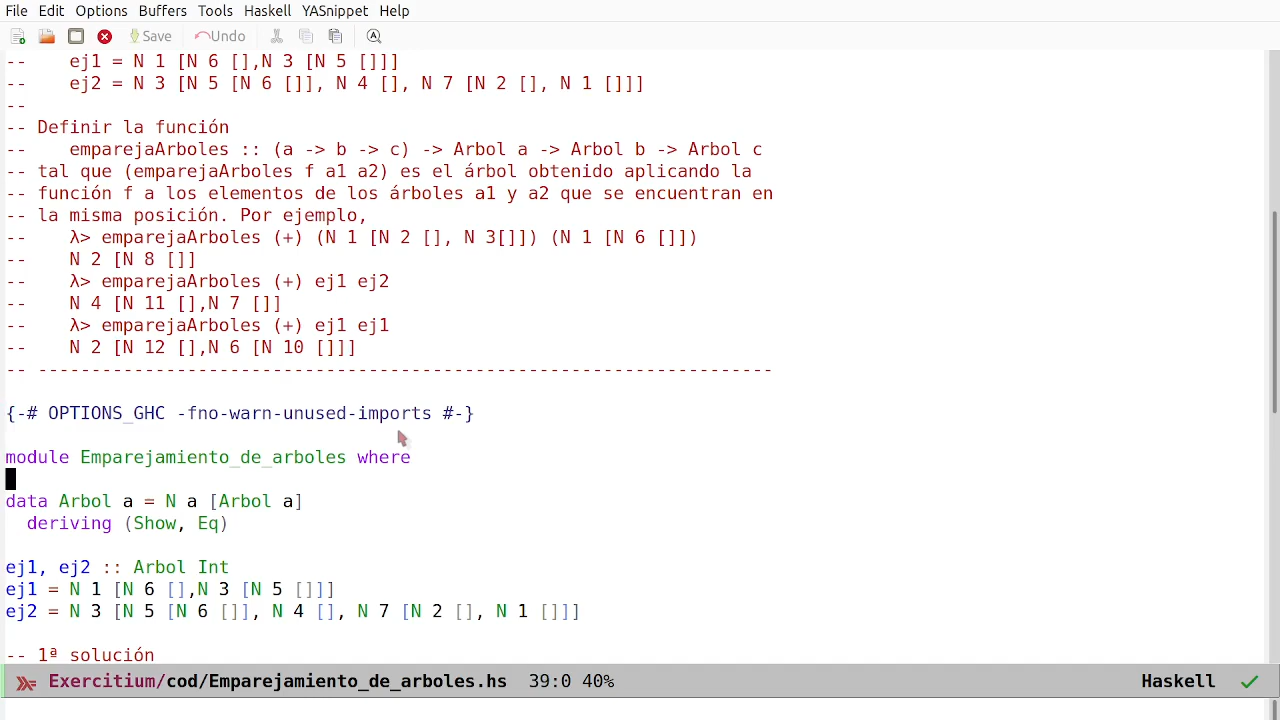 File Edit Options Buffers Tools Haskell YASnippet Help
Save Undo
--    ej1 = N 1 [N 6 [],N 3 [N 5 []]]
--    ej2 = N 3 [N 5 [N 6 []], N 4 [], N 7 [N 2 [], N 1 []]]
--
-- Definir la función
--    emparejaArboles :: (a -> b -> c) -> Arbol a -> Arbol b -> Arbol c
-- tal que (emparejaArboles f a1 a2) es el árbol obtenido aplicando la
-- función f a los elementos de los árboles a1 y a2 que se encuentran en
-- la misma posición. Por ejemplo,
--    λ> emparejaArboles (+) (N 1 [N 2 [], N 3[]]) (N 1 [N 6 []])
--    N 2 [N 8 []]
--    λ> emparejaArboles (+) ej1 ej2
--    N 4 [N 11 [],N 7 []]
--    λ> emparejaArboles (+) ej1 ej1
--    N 2 [N 12 [],N 6 [N 10 []]]
-- ---------------------------------------------------------------------
{-# OPTIONS_GHC -fno-warn-unused-imports #-}
module Emparejamiento_de_arboles where
data Arbol a = N a [Arbol a]
  deriving (Show, Eq)
ej1, ej2 :: Arbol Int
ej1 = N 1 [N 6 [],N 3 [N 5 []]]
ej2 = N 3 [N 5 [N 6 []], N 4 [], N 7 [N 2 [], N 1 []]]
-- 1ª solución
Exercitium/cod/Emparejamiento_de_arboles.hs  39:0 40%  Haskell